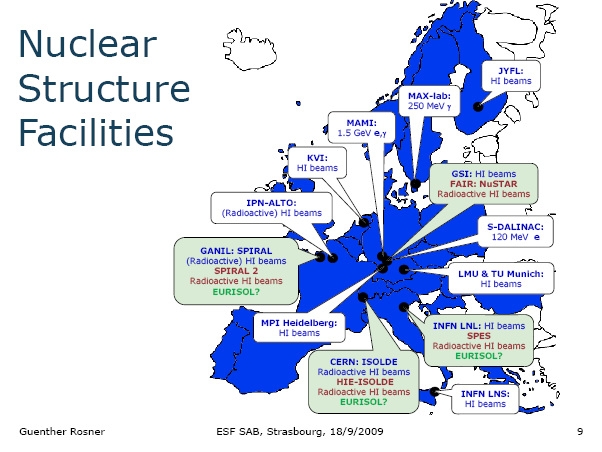 Nuclear
Structure
Facilities
JYFL:
HI beams
MAX-lab:
250 MeV γ
MAMI:
1.5 GeV e,γ
KVI:
HI beams
GSI: HI beams
FAIR: NuSTAR
Radioactive HI beams
IPN-ALTO:
(Radioactive) HI beams
S-DALINAC:
120 MeV e
GANIL: SPIRAL
(Radioactive) HI beams
SPIRAL 2
Radioactive HI beams
EURISOL?
LMU & TU Munich:
HI beams
MPI Heidelberg:
HI beams
INFN LNL: HI beams
SPES
Radioactive HI beams
EURISOL?
CERN: ISOLDE
Radioactive HI beams
HIE-ISOLDE
Radioactive HI beams
EURISOL?
INFN LNS:
HI beams
Guenther Rosner
ESF SAB, Strasbourg, 18/9/2009
9